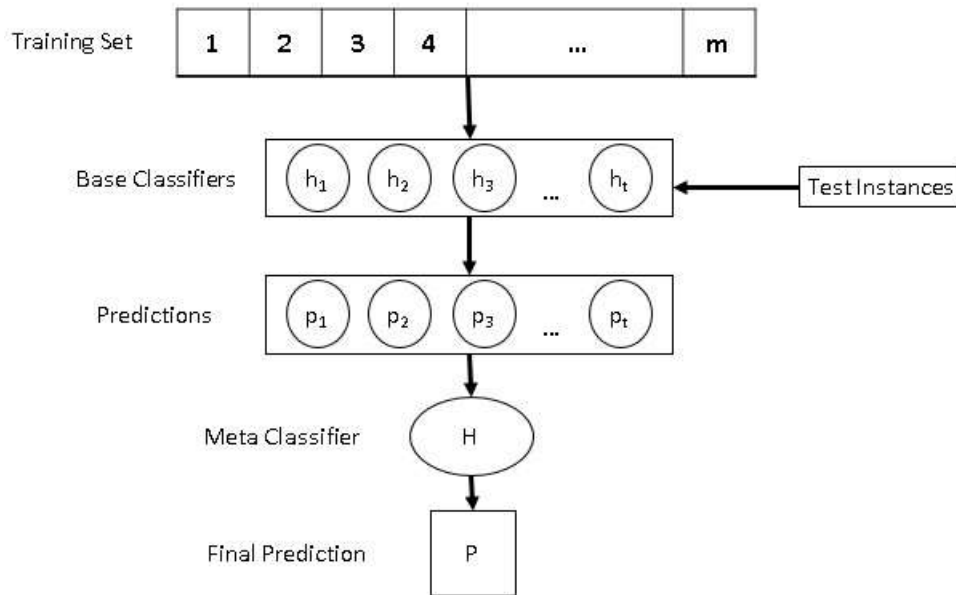 Training Set 1 2 3 4 ... m
Base Classifiers h₁ h₂ h₃ ... hₜ Test Instances
Predictions p₁ p₂ p₃ ... pₜ
Meta Classifier H
Final Prediction P